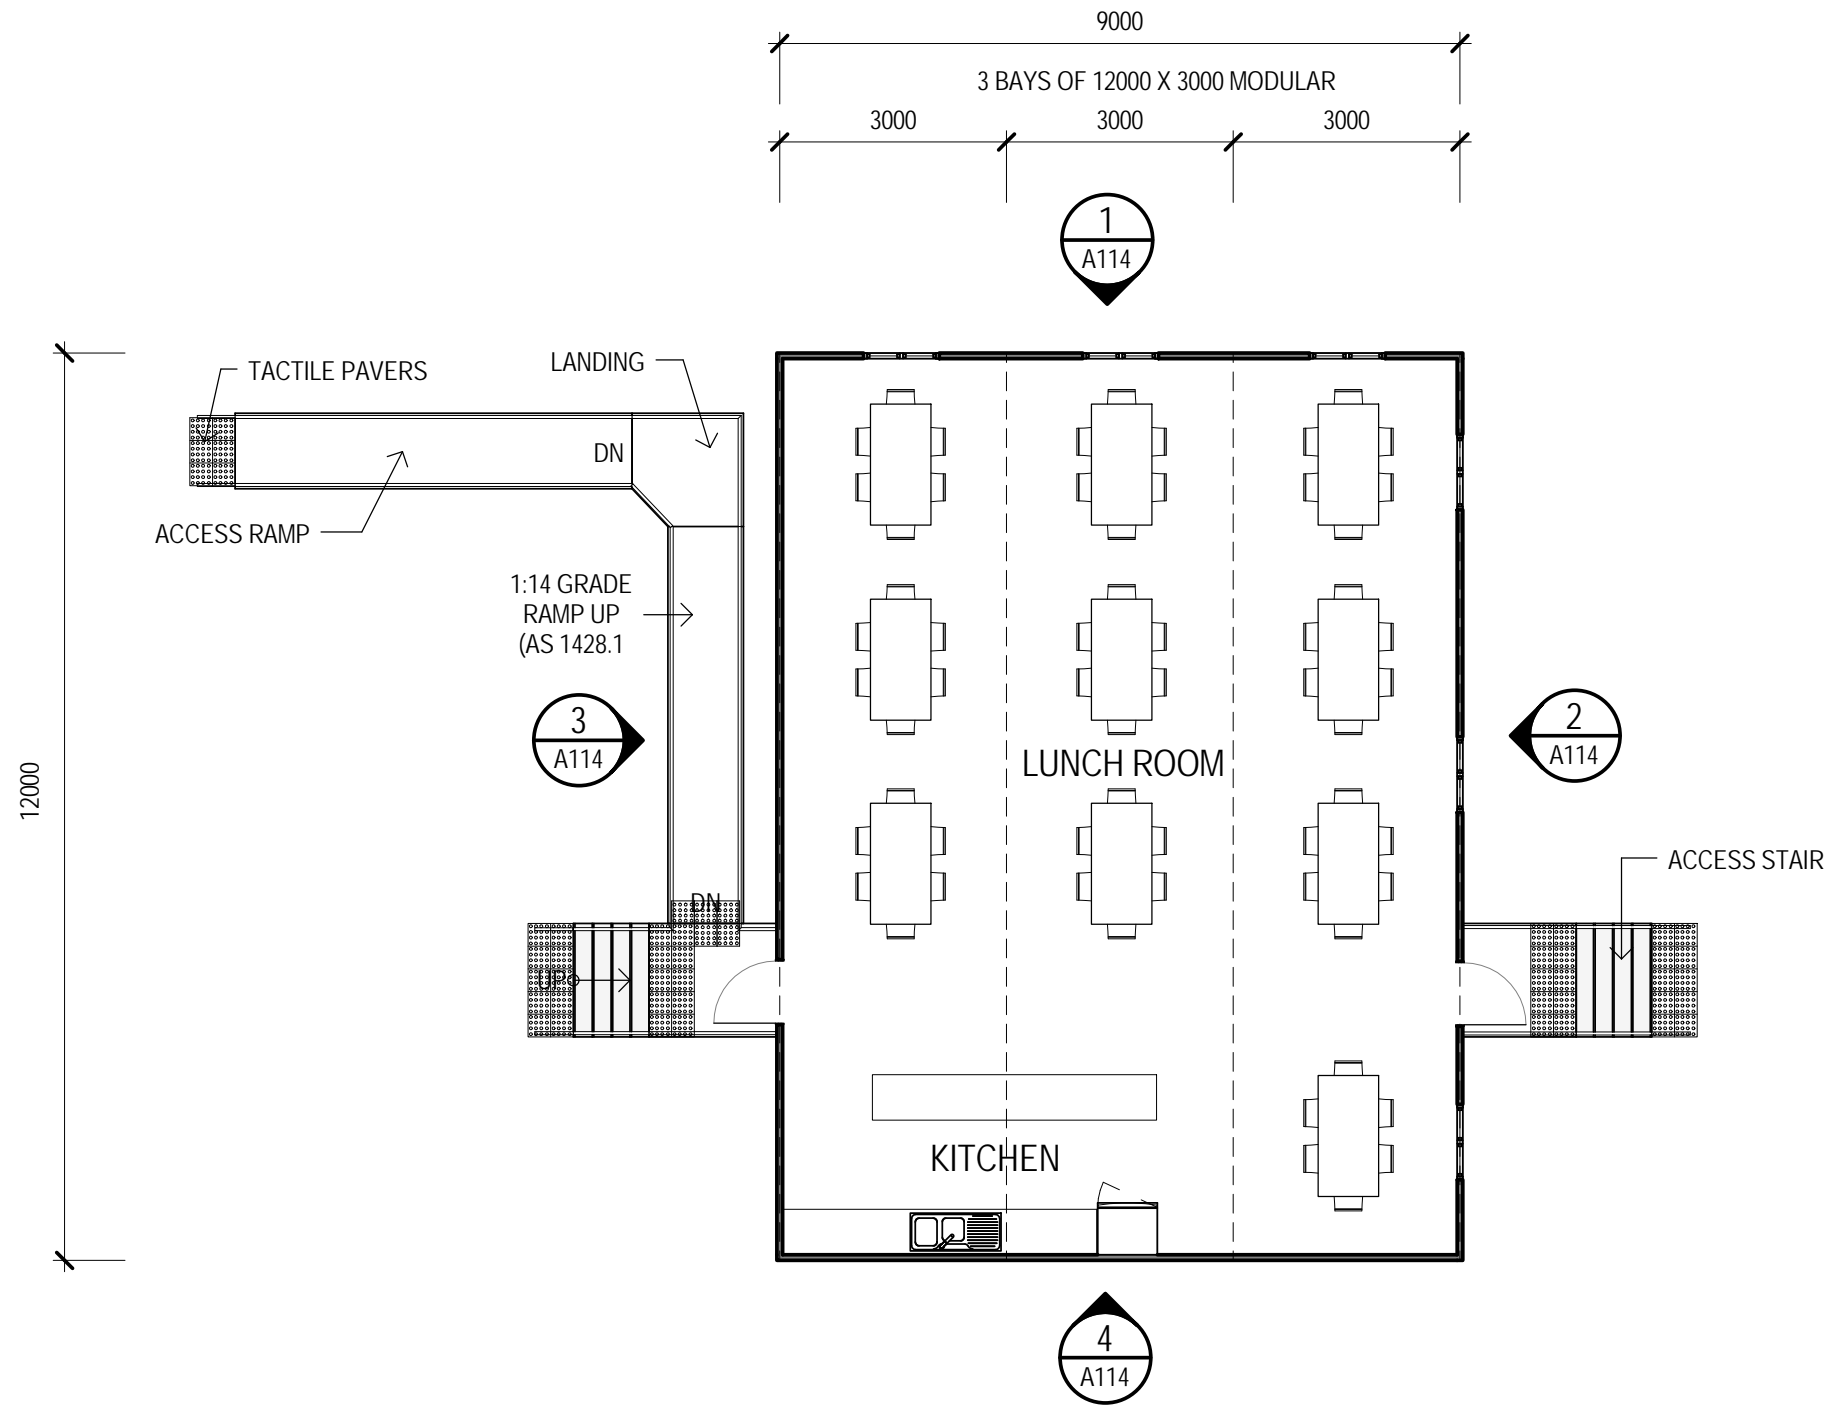 9000
3 BAYS OF 12000 X 3000 MODULAR
3000
3000
3000
1
A114
TACTILE PAVERS
LANDING
DN
ACCESS RAMP
1:14 GRADE
RAMP UP
(AS 1428.1
3
A114
2
A114
LUNCH ROOM
12000
ACCESS STAIR
DN
UP
KITCHEN
4
A114